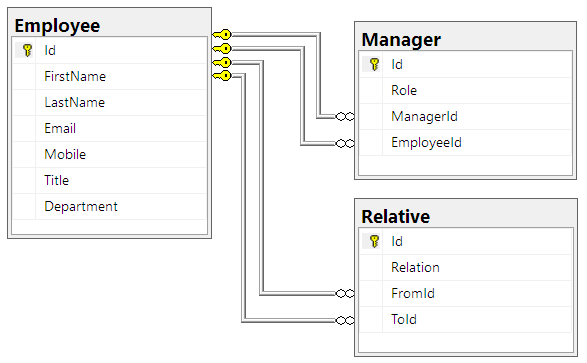 Employee
Id
FirstName
LastName
Email
Mobile
Title
Department
Manager
Id
Role
ManagerId
EmployeeId
Relative
Id
Relation
FromId
ToId